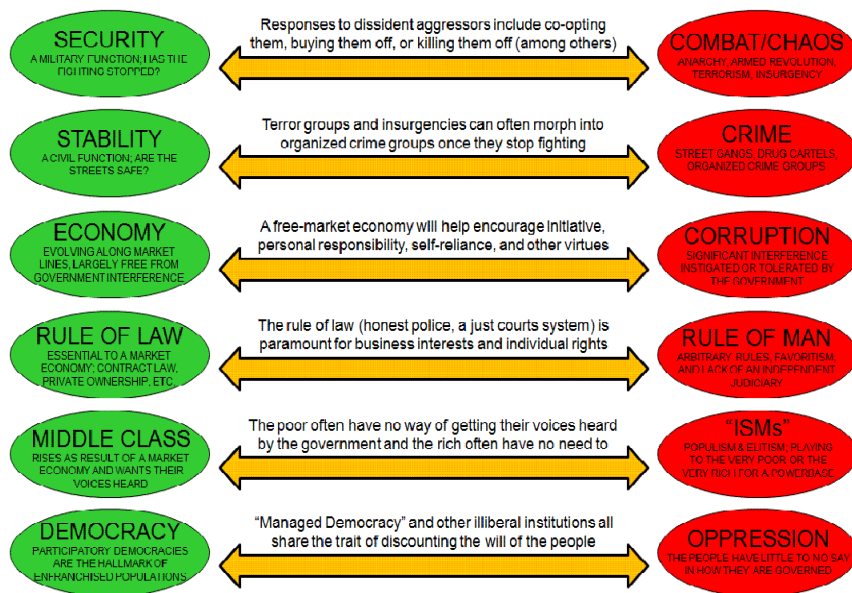 SECURITY
A MILITARY FUNCTION; HAS THE
FIGHTING STOPPED?
Responses to dissident aggressors include co-opting
them, buying them off, or killing them off (among others)
COMBAT/CHAOS
ANARCHY, ARMED REVOLUTION,
TERRORISM, INSURGENCY
STABILITY
A CIVIL FUNCTION; ARE THE
STREETS SAFE?
Terror groups and insurgencies can often morph into
organized crime groups once they stop fighting
CRIME
STREET GANGS, DRUG CARTELS,
ORGANIZED CRIME GROUPS
ECONOMY
EVOLVING ALONG MARKET
LINES, LARGELY FREE FROM
GOVERNMENT INTERFERENCE
A free-market economy will help encourage initiative,
personal responsibility, self-reliance, and other virtues
CORRUPTION
SIGNIFICANT INTERFERENCE
INSTIGATED OR TOLERATED BY
THE GOVERNMENT
RULE OF LAW
ESSENTIAL TO A MARKET
ECONOMY; CONTRACT LAW,
PRIVATE OWNERSHIP, ETC.
The rule of law (honest police, a just courts system) is
paramount for business interests and individual rights
RULE OF MAN
ARBITRARY RULES, FAVORITISM,
AND LACK OF AN INDEPENDENT
JUDICIARY
MIDDLE CLASS
RISES AS RESULT OF A MARKET
ECONOMY AND WANTS THEIR
VOICES HEARD
The poor often have no way of getting their voices heard
by the government and the rich often have no need to
“ISMs”
POPULISM & ELITISM; PLAYING
TO THE VERY POOR OR THE
VERY RICH FOR A POWERBASE
DEMOCRACY
PARTICIPATORY DEMOCRACIES
ARE THE HALLMARK OF
ENFRANCHISED POPULATIONS
“Managed Democracy” and other illiberal institutions all
share the trait of discounting the will of the people
OPPRESSION
THE PEOPLE HAVE LITTLE TO NO SAY
IN HOW THEY ARE GOVERNED